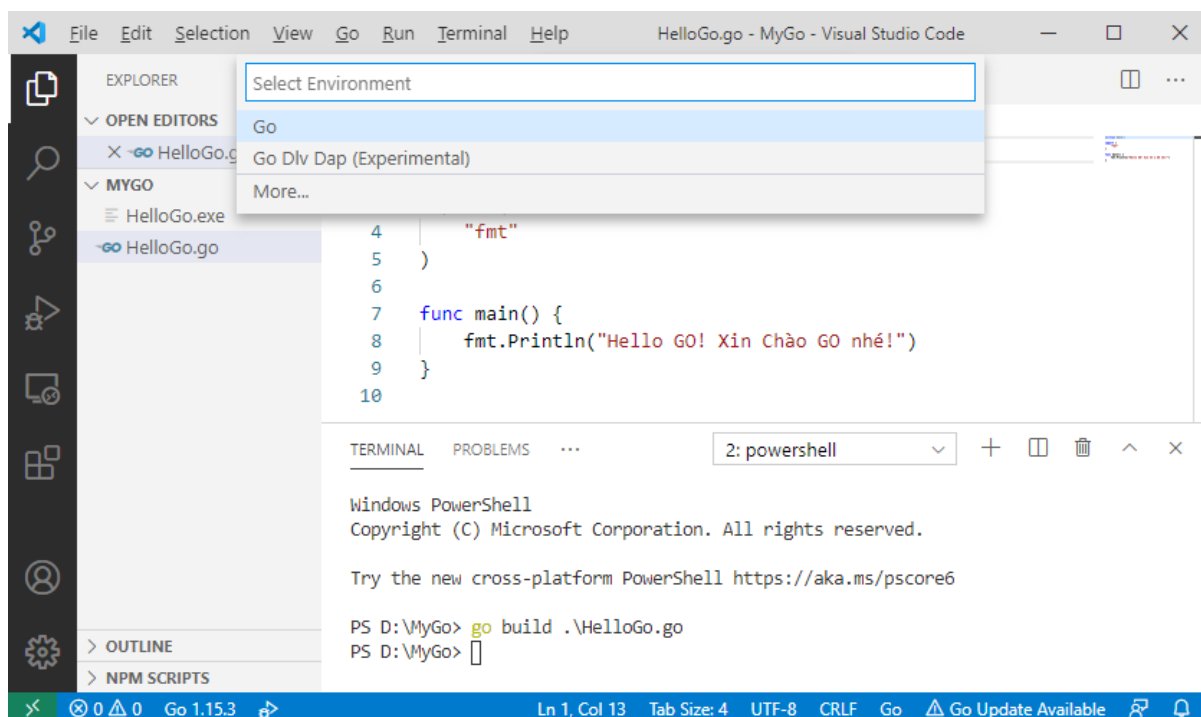 File Edit Selection View Go Run Terminal Help HelloGo.go - MyGo - Visual Studio Code
EXPLORER
Select Environment
Go
Go Dlv Dap (Experimental)
More...
OPEN EDITORS
GO HelloGo.g
MYGO
HelloGo.exe
GO HelloGo.go
4 "fmt"
5 )
6
7 func main() {
8 fmt.Println("Hello GO! Xin Chào GO nhé!")
9 }
10
TERMINAL PROBLEMS ... 2: powershell
Windows PowerShell
Copyright (C) Microsoft Corporation. All rights reserved.
Try the new cross-platform PowerShell https://aka.ms/pscore6
PS D:\MyGo> go build .\HelloGo.go
PS D:\MyGo>
OUTLINE
NPM SCRIPTS
0 0 Go 1.15.3 Ln 1, Col 13 Tab Size: 4 UTF-8 CRLF Go Go Update Available